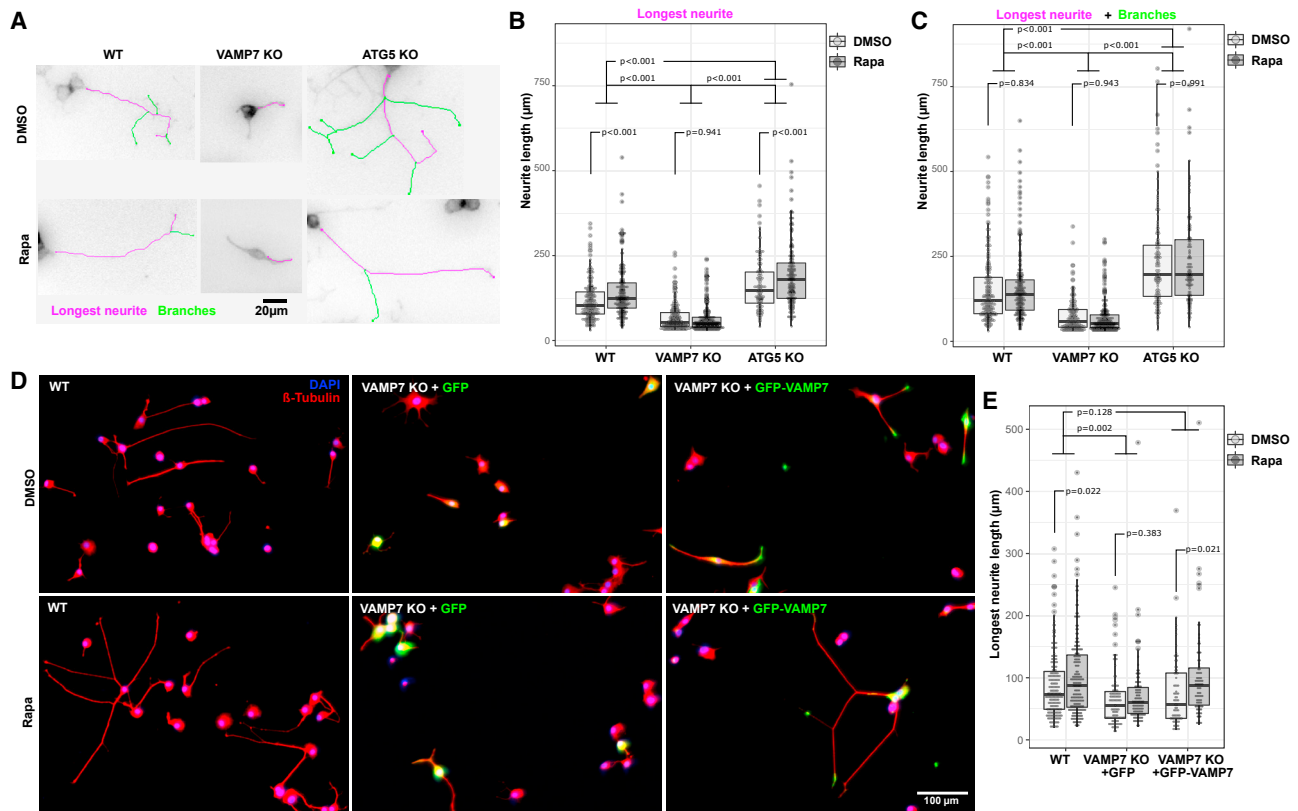 A
WT
VAMP7 KO
ATG5 KO
DMSO
Rapa
Longest neurite Branches
20µm
B
Longest neurite
DMSO
Rapa
p<0.001
p<0.001
p<0.001
p<0.001
p=0.941
p<0.001
Neurite length (µm)
750
500
250
0
WT
VAMP7 KO
ATG5 KO
C
Longest neurite + Branches
DMSO
Rapa
p<0.001
p<0.001
p<0.001
p=0.834
p=0.943
p=0.991
Neurite length (µm)
750
500
250
0
WT
VAMP7 KO
ATG5 KO
D
WT
DAPI
ß-Tubulin
VAMP7 KO + GFP
VAMP7 KO + GFP-VAMP7
DMSO
WT
VAMP7 KO + GFP
VAMP7 KO + GFP-VAMP7
Rapa
100 µm
E
DMSO
Rapa
p=0.128
p=0.002
p=0.022
p=0.383
p=0.021
Longest neurite length (µm)
500
400
300
200
100
0
WT
VAMP7 KO
+GFP
VAMP7 KO
+GFP-VAMP7